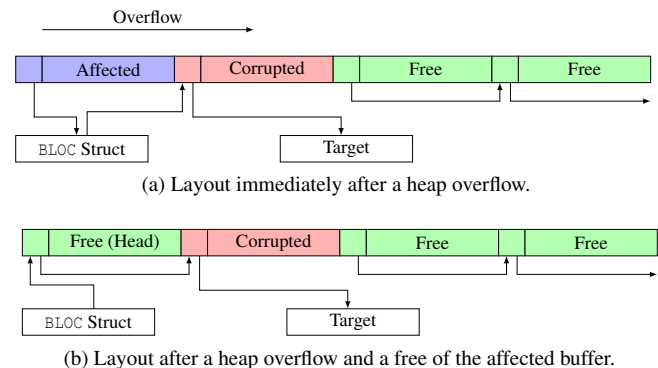 Overflow
Affected Corrupted Free Free
BLOC Struct Target
(a) Layout immediately after a heap overflow.
Free (Head) Corrupted Free Free
BLOC Struct Target
(b) Layout after a heap overflow and a free of the affected buffer.